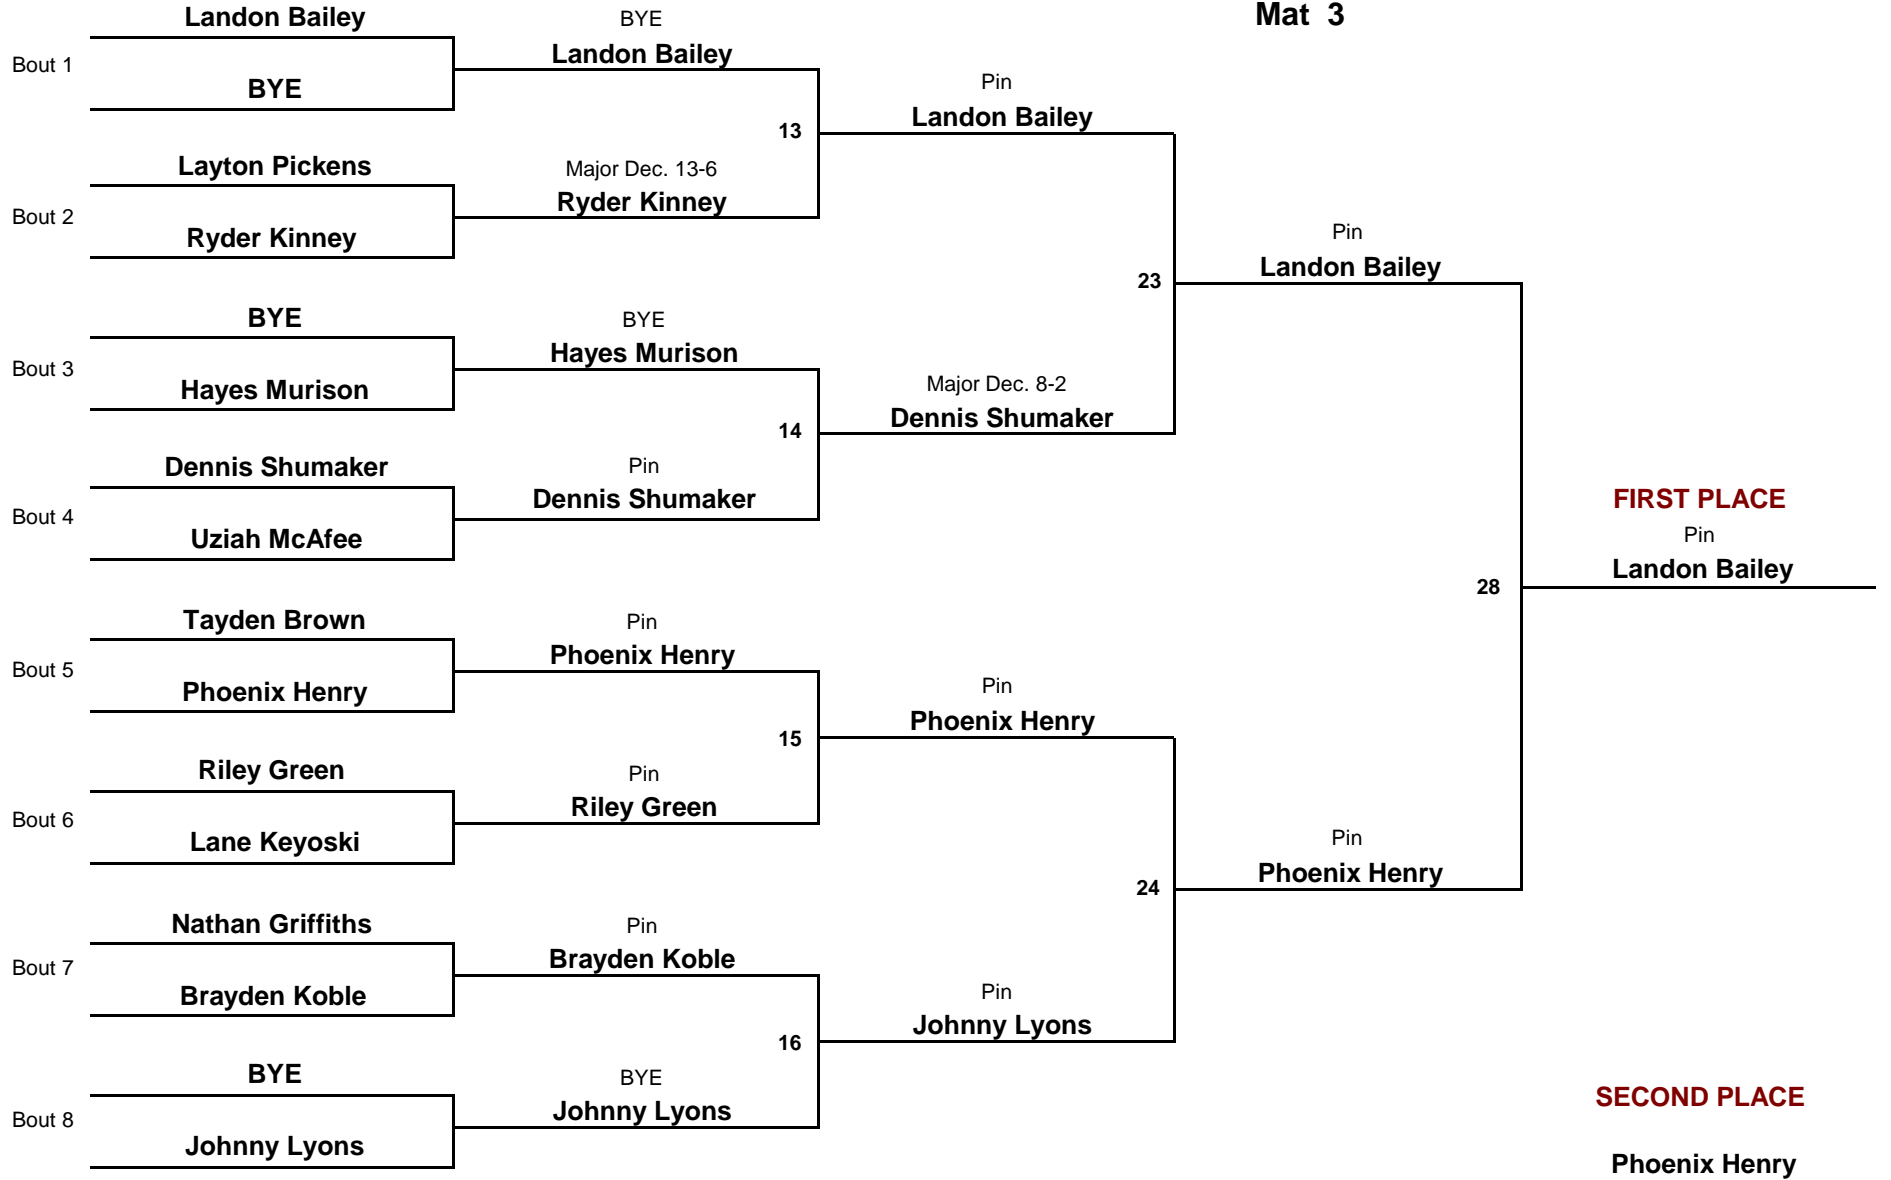 Mat 3
Landon Bailey
Bout 1
BYE
Layton Pickens
Bout 2
Ryder Kinney
BYE
Bout 3
Hayes Murison
Dennis Shumaker
Bout 4
Uziah McAfee
Tayden Brown
Bout 5
Phoenix Henry
Riley Green
Bout 6
Lane Keyoski
Nathan Griffiths
Bout 7
Brayden Koble
BYE
Bout 8
Johnny Lyons
BYE
Landon Bailey
13
Major Dec. 13-6
Ryder Kinney
BYE
Hayes Murison
14
Pin
Dennis Shumaker
Pin
Phoenix Henry
15
Pin
Riley Green
Pin
Brayden Koble
16
BYE
Johnny Lyons
Pin
Landon Bailey
23
Major Dec. 8-2
Dennis Shumaker
Pin
Phoenix Henry
24
Pin
Johnny Lyons
Pin
Landon Bailey
28
Pin
Phoenix Henry
FIRST PLACE
Pin
Landon Bailey
SECOND PLACE
Phoenix Henry